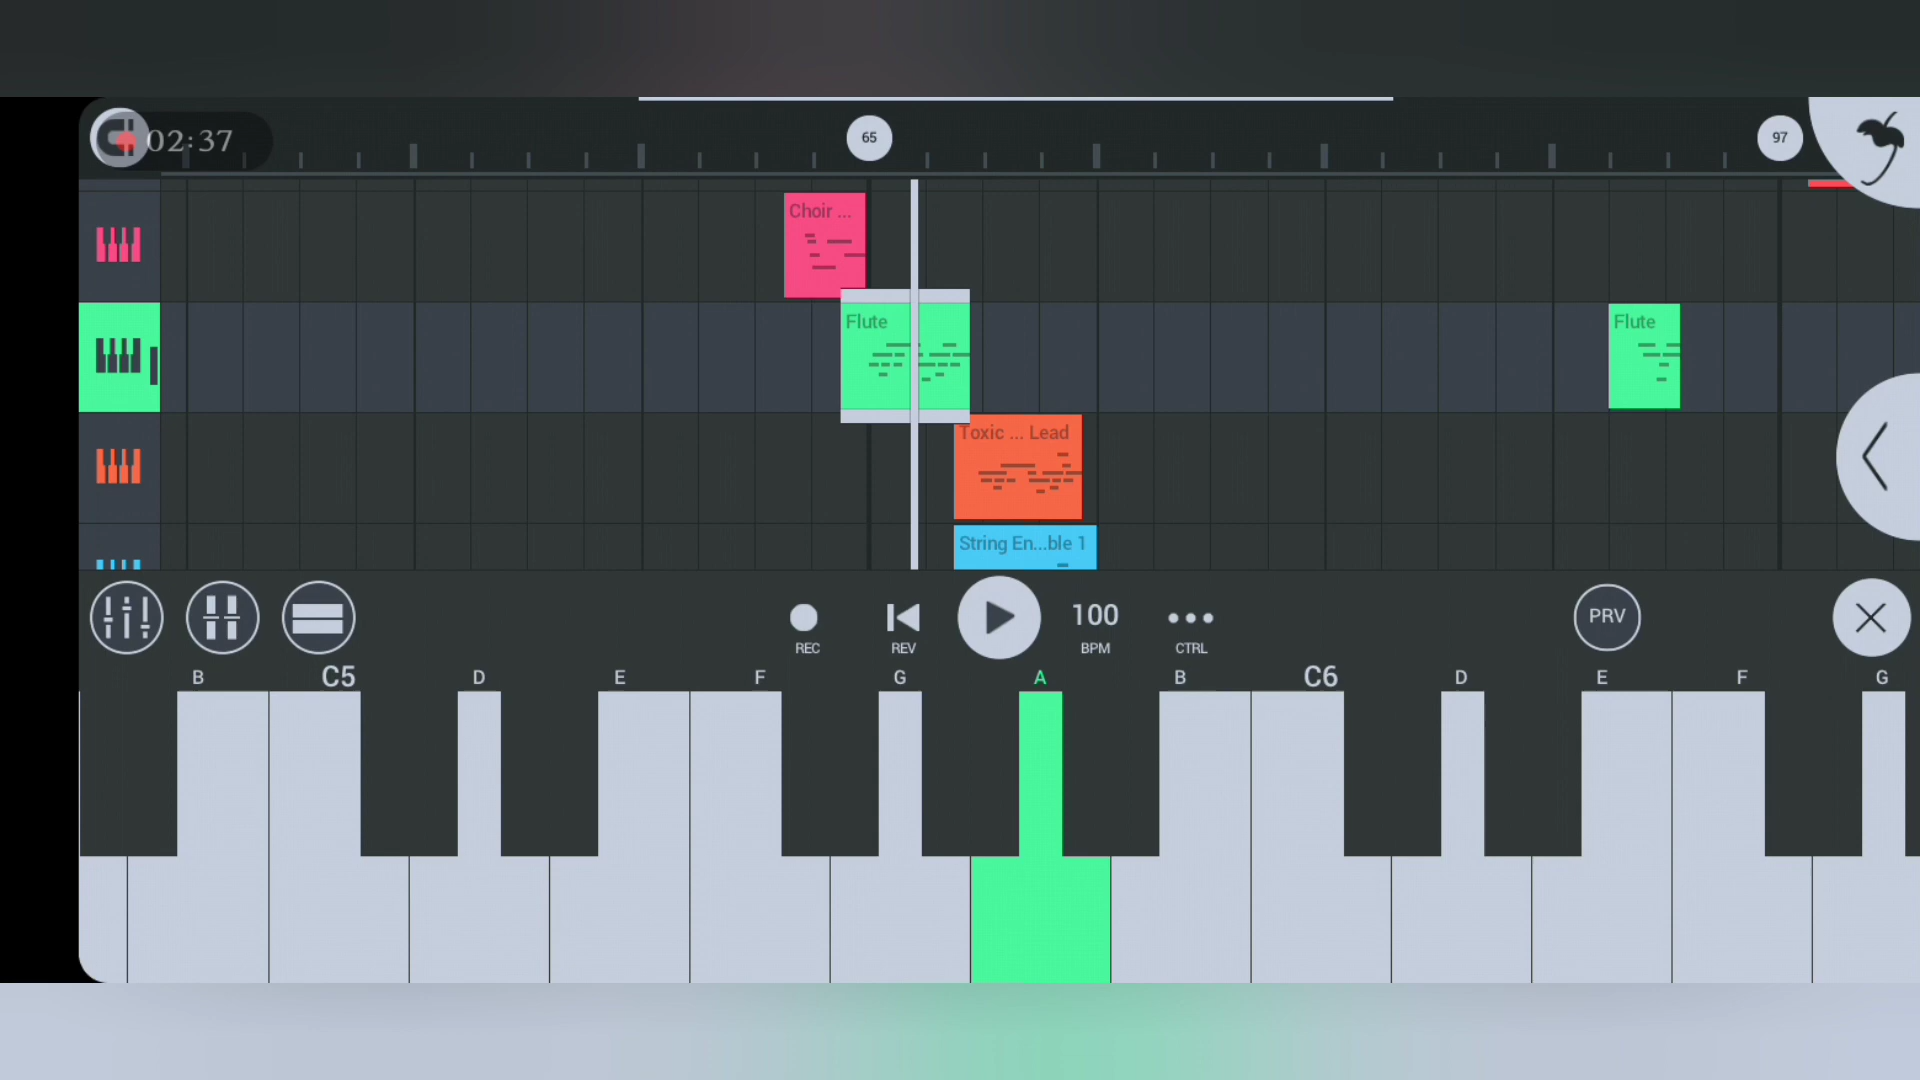 02:37
65
97
Choir ...
Flute
Flute
Toxic ... Lead
String En...ble 1
REC
REV
100
BPM
CTRL
PRV
B C5 D E F G A B C6 D E F G